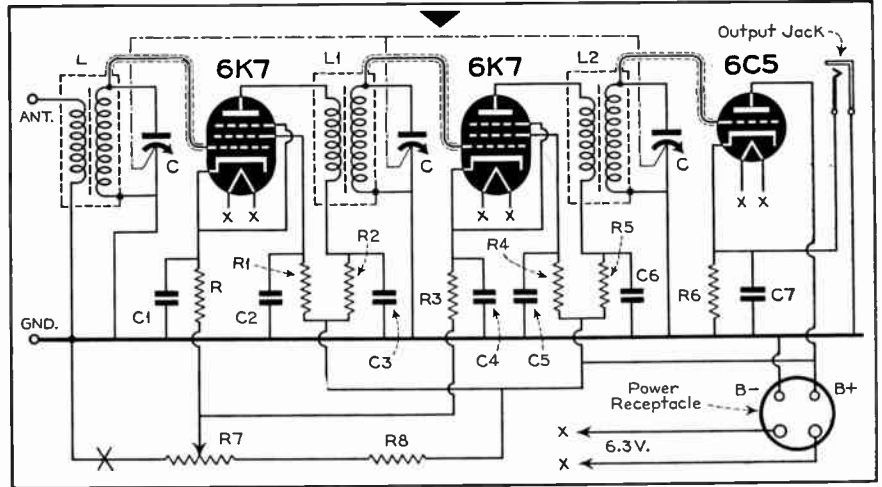 Output Jack
L
6K7
L1
6K7
L2
6C5
ANT.
C
C
C
X X
X X
X X
R1
R2
R4
R5
C6
C1
R
C2
R3
R6
C7
GND.
C3
C4
C5
Power
Receptacle
B-
B+
R7
R8
X
6.3V.
X